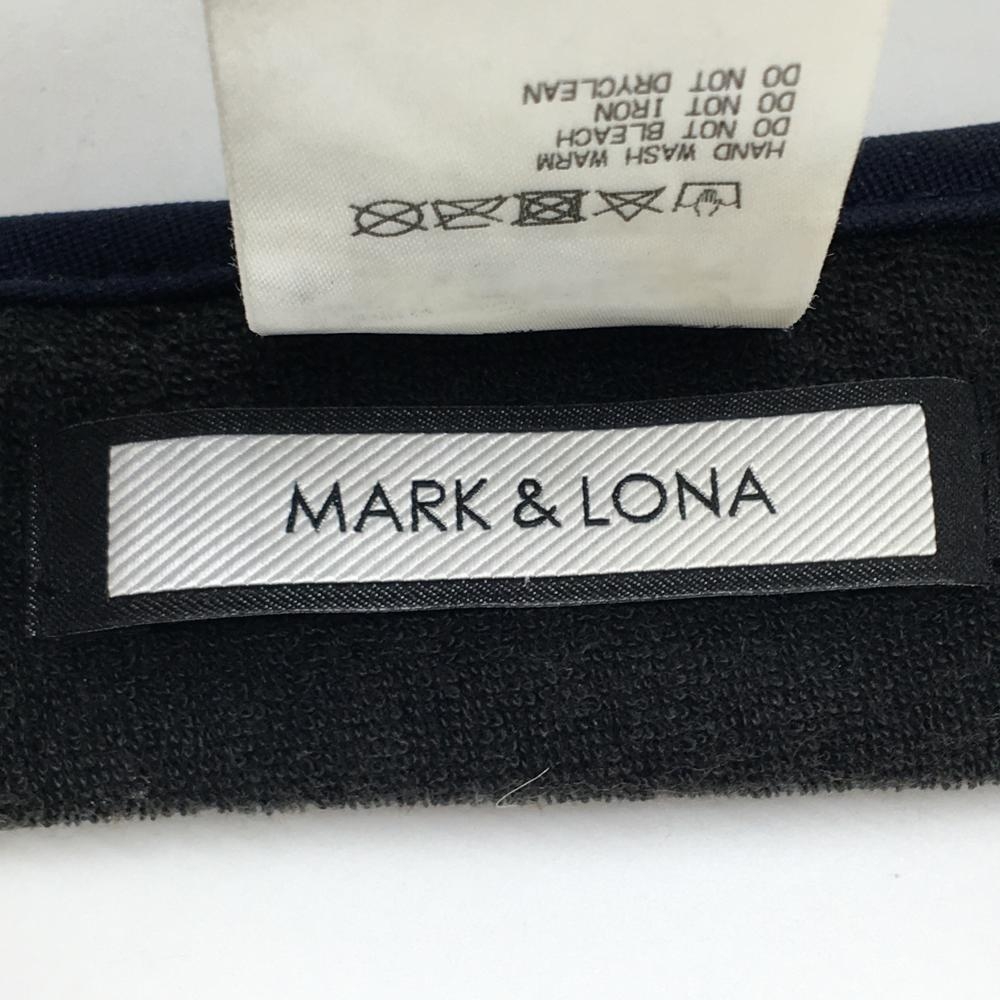 HAND WASH WARM
DO NOT BLEACH
DO NOT IRON
DO NOT DRYCLEAN
MARK & LONA